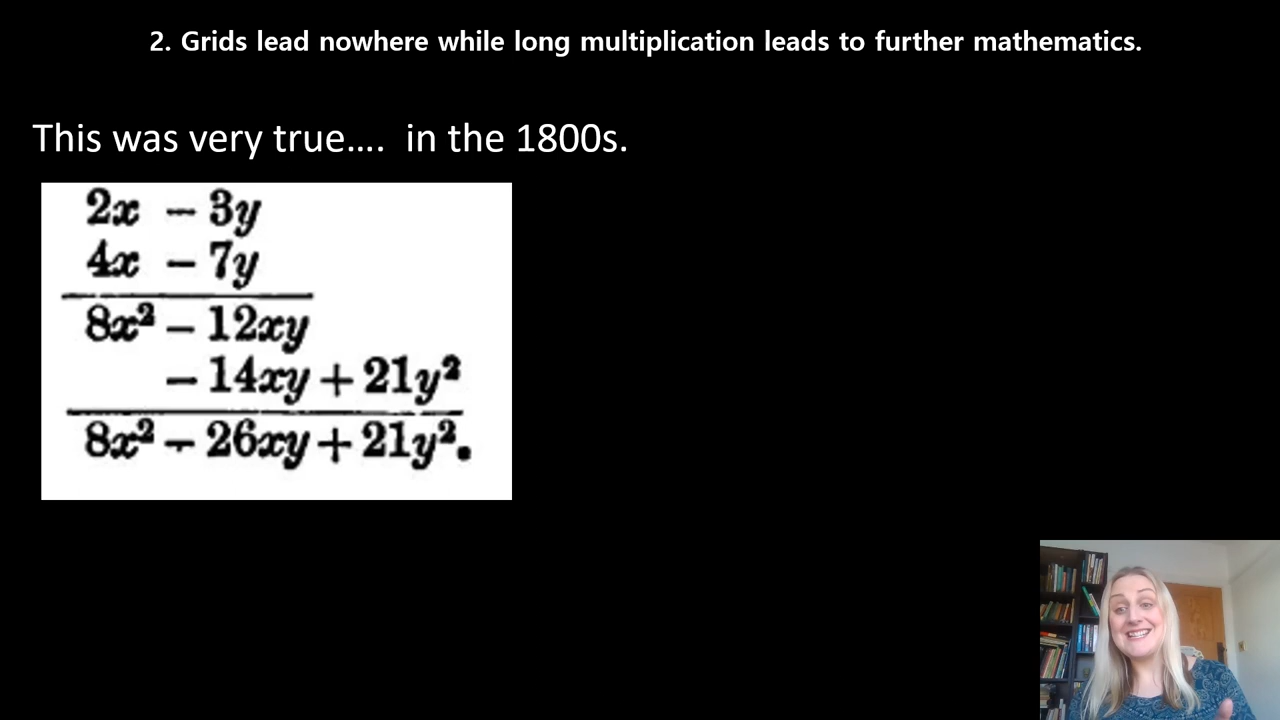 2. Grids lead nowhere while long multiplication leads to further mathematics.
This was very true.... in the 1800s.
2x - 3y
4x - 7y
8x² - 12xy
- 14xy + 21y²
8x² - 26xy + 21y².